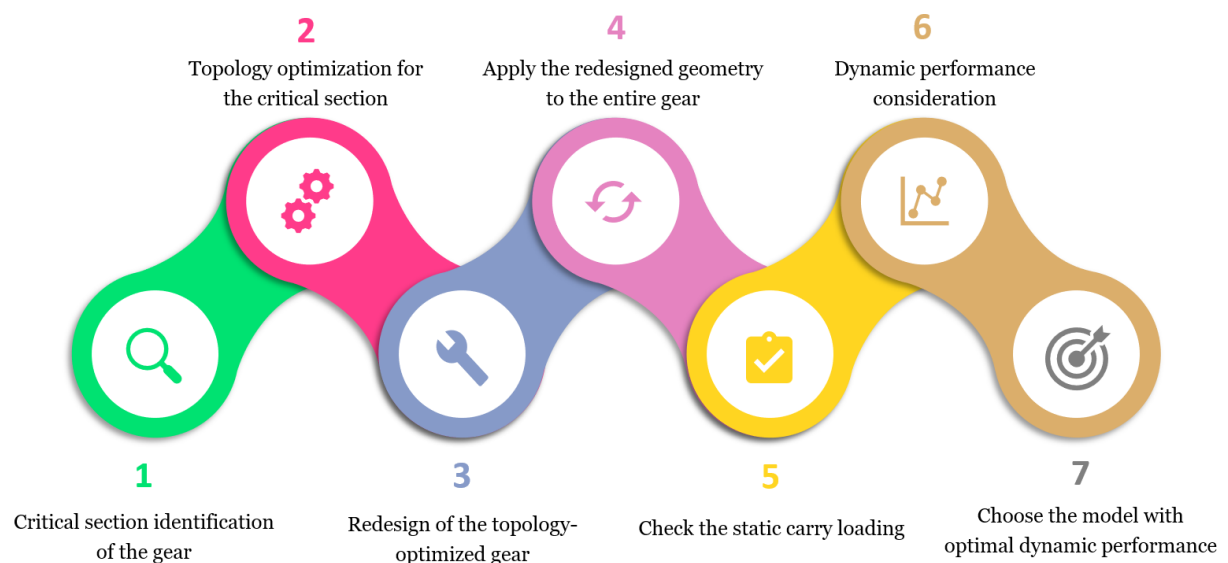 1
Critical section identification
of the gear
2
Topology optimization for
the critical section
3
Redesign of the topology-
optimized gear
4
Apply the redesigned geometry
to the entire gear
5
Check the static carry loading
6
Dynamic performance
consideration
7
Choose the model with
optimal dynamic performance